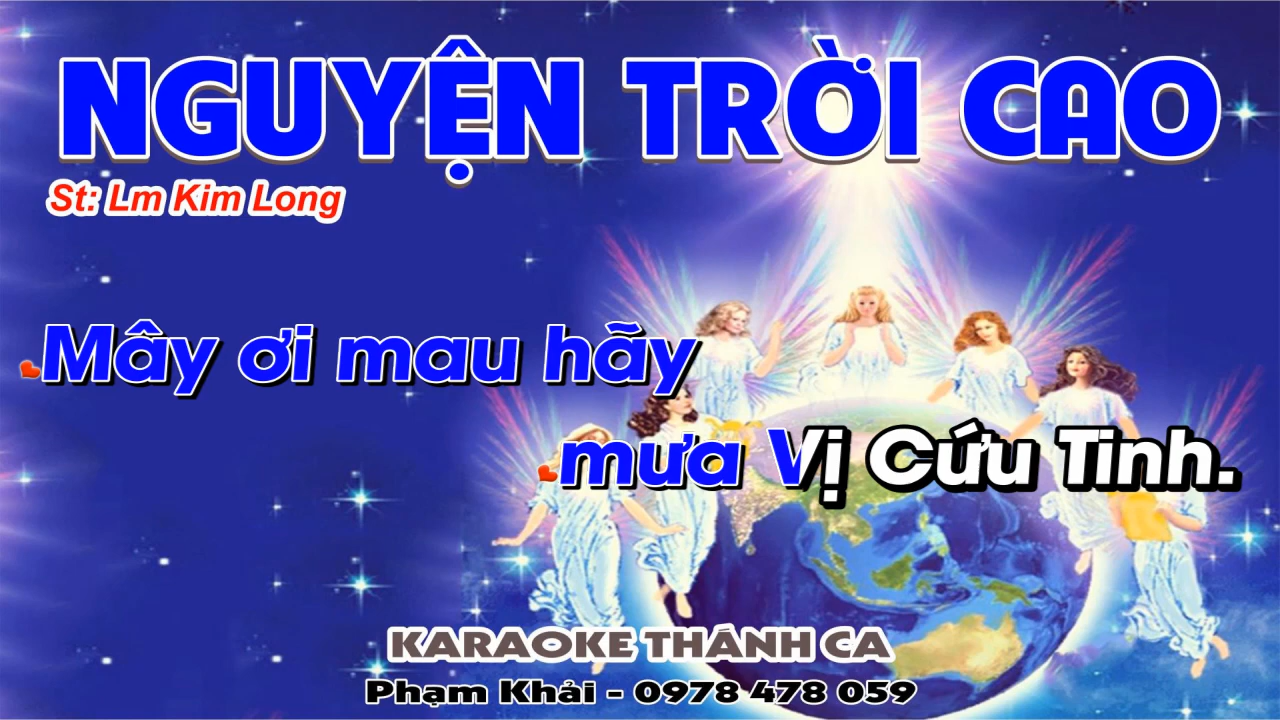 NGUYỆN TRỜI CAO
St: Lm Kim Long
Mây ơi mau hãy
mưa Vị Cứu Tinh.
KARAOKE THÁNH CA
Phạm Khải - 0978 478 059